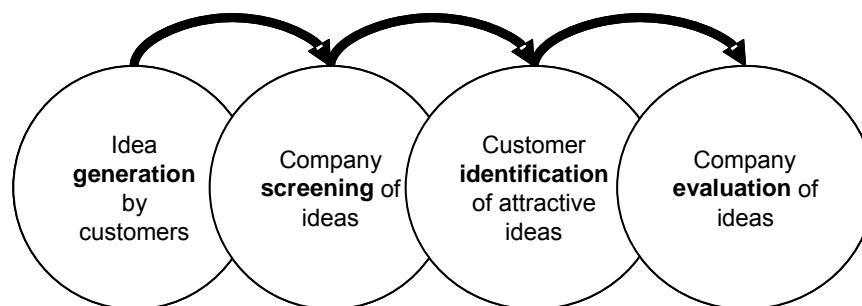 Idea
generation
by
customers
Company
screening of
ideas
Customer
identification
of attractive
ideas
Company
evaluation of
ideas